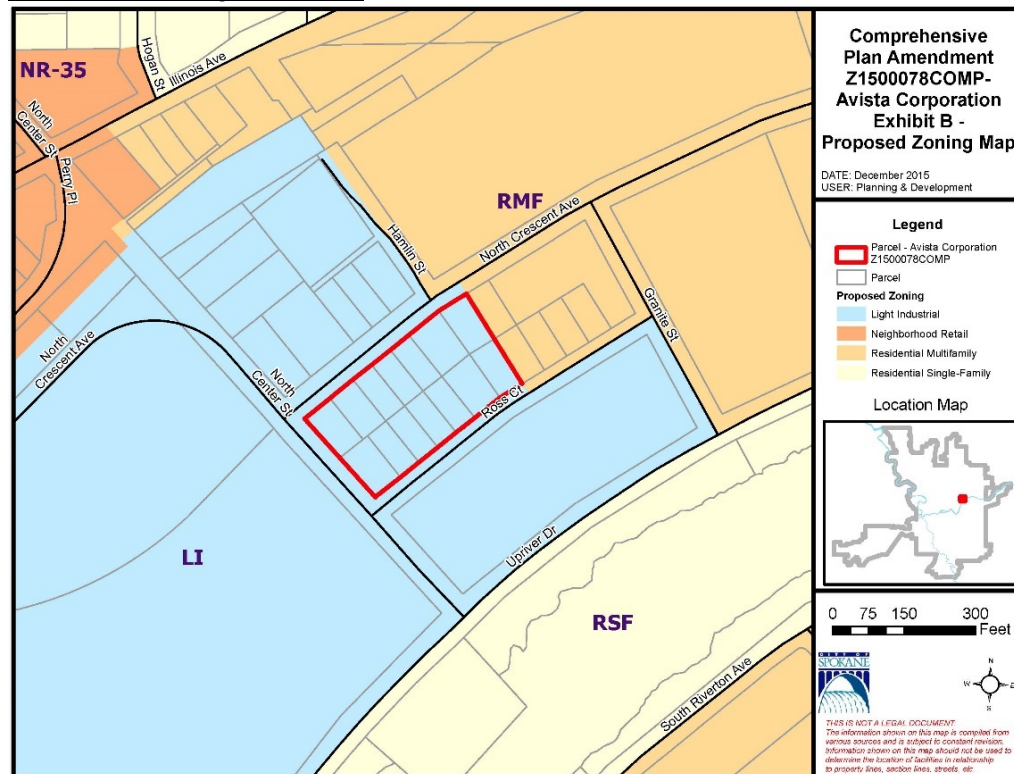 NR-35
Hogan St
Illinois Ave
North
Center St
Perry Pl
RMF
North Crescent Ave
Hamlin St
Granite St
North
Crescent Ave
North
Center St
Ross Ct
Upriver Dr
LI
RSF
South Riverton Ave
Comprehensive
Plan Amendment
Z1500078COMP-
Avista Corporation
Exhibit B -
Proposed Zoning Map
DATE: December 2015
USER: Planning & Development
Legend
Parcel - Avista Corporation
Z1500078COMP
Parcel
Proposed Zoning
Light Industrial
Neighborhood Retail
Residential Multifamily
Residential Single-Family
Location Map
0 75 150 300
Feet
CITY OF
SPOKANE
N
W E
S
THIS IS NOT A LEGAL DOCUMENT:
The information shown on this map is compiled from
various sources and is subject to constant revision.
Information shown on this map should not be used to
determine the location of facilities in relationship
to property lines, section lines, streets, etc.